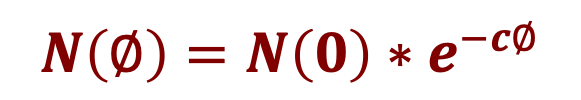 N(∅) = N(0) * e^{-c∅}